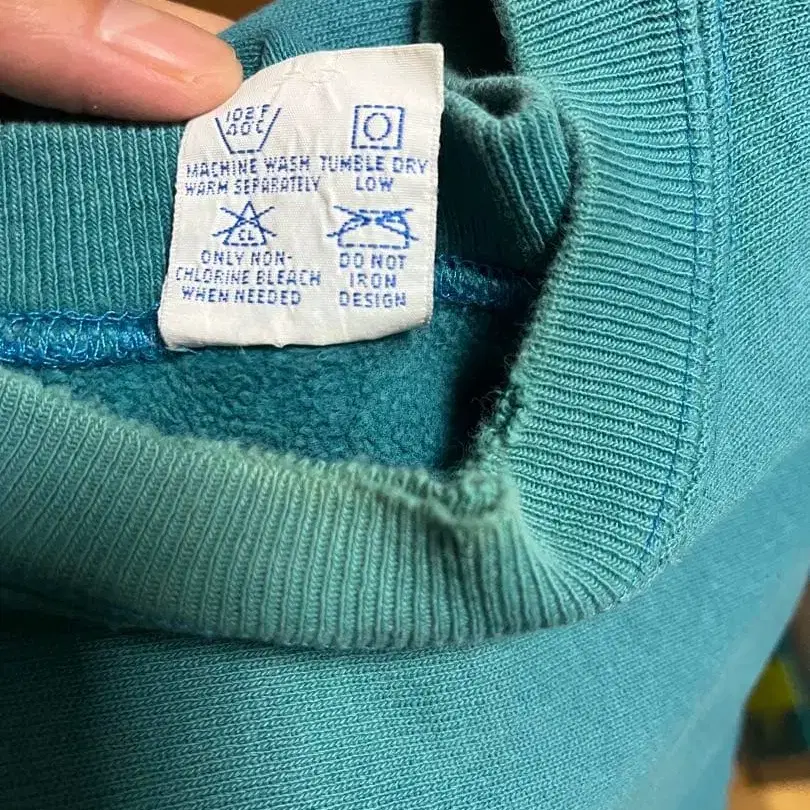 102°F
40°C
MACHINE WASH
WARM SEPARATELY
TUMBLE DRY
LOW
CL
ONLY NON-
CHLORINE BLEACH
WHEN NEEDED
DO NOT
IRON
DESIGN